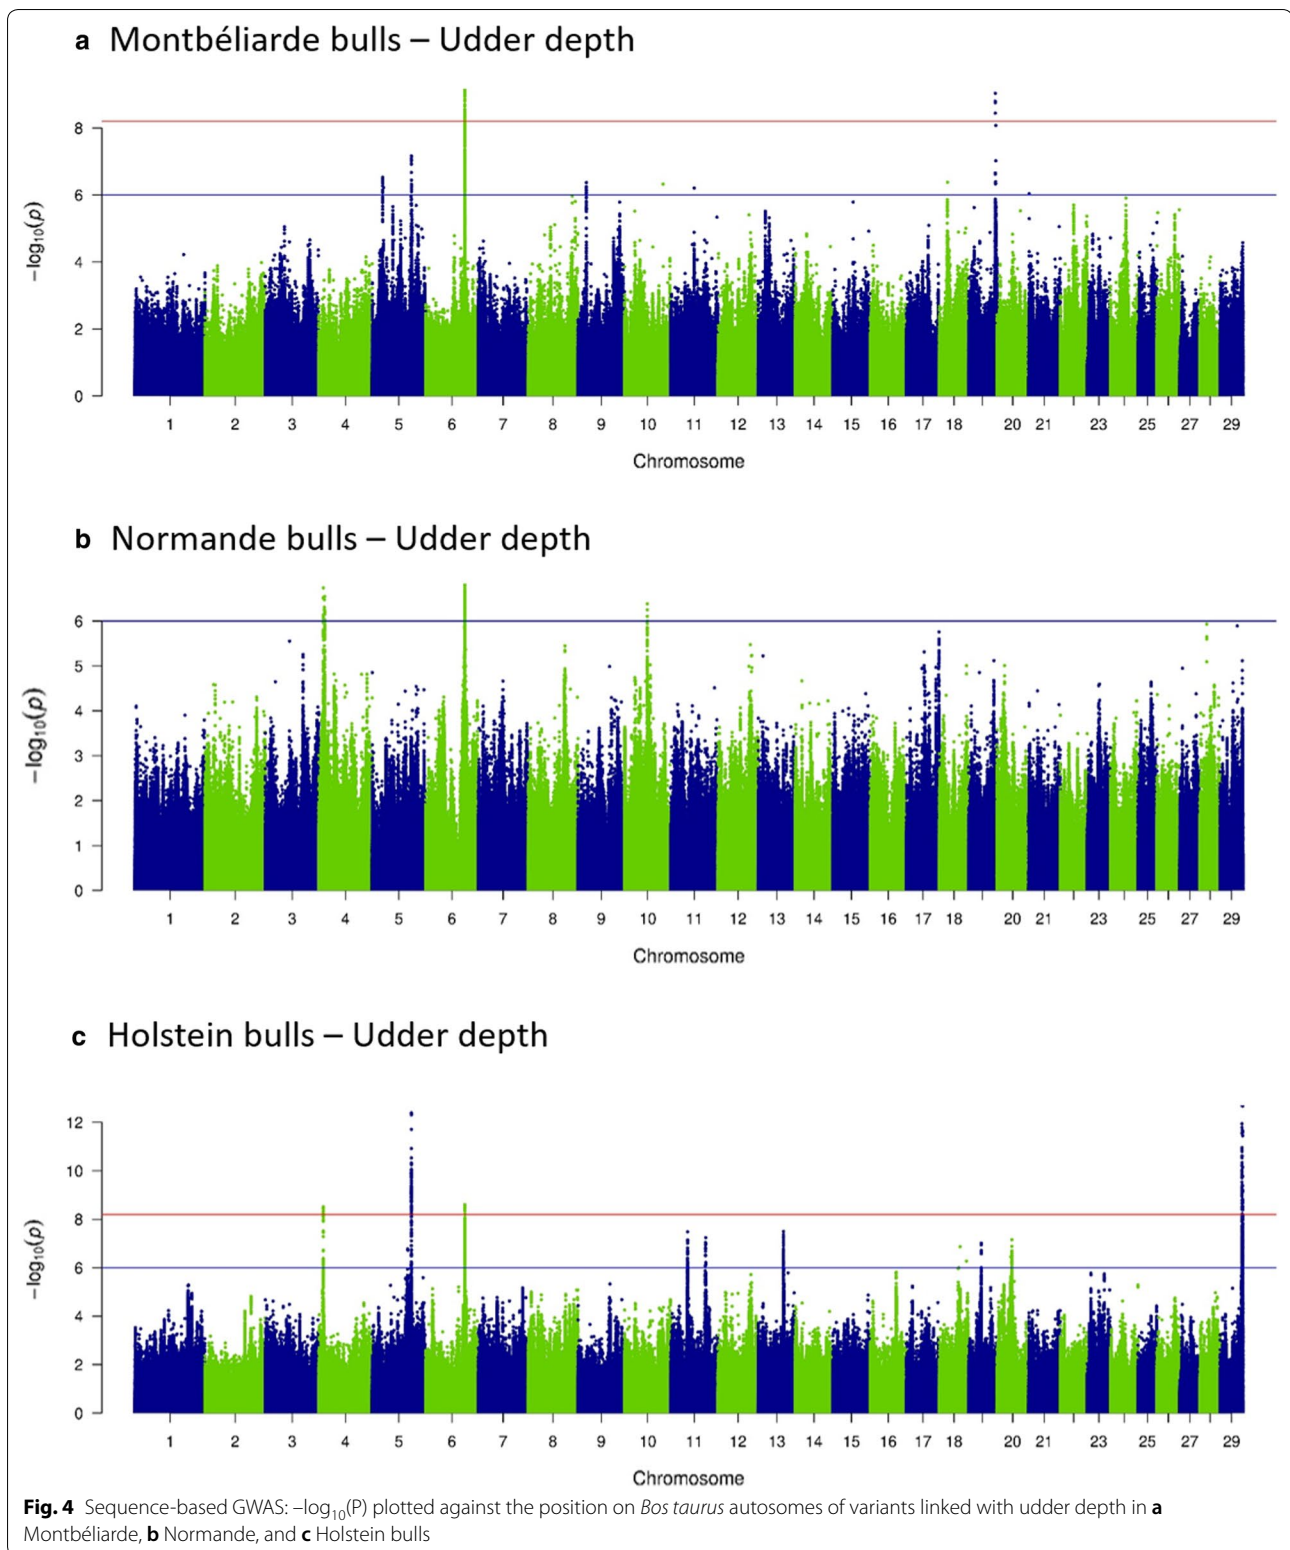 a Montbéliarde bulls – Udder depth
8
6
4
2
0
–log10(p)
1 2 3 4 5 6 7 8 9 10 11 12 13 14 15 16 17 18 20 21 23 25 27 29
Chromosome
b Normande bulls – Udder depth
6
5
4
3
2
1
0
–log10(p)
1 2 3 4 5 6 7 8 9 10 11 12 13 14 15 16 17 18 20 21 23 25 27 29
Chromosome
c Holstein bulls – Udder depth
12
10
8
6
4
2
0
–log10(p)
1 2 3 4 5 6 7 8 9 10 11 12 13 14 15 16 17 18 20 21 23 25 27 29
Chromosome
Fig. 4 Sequence-based GWAS: –log10(P) plotted against the position on Bos taurus autosomes of variants linked with udder depth in a
Montbéliarde, b Normande, and c Holstein bulls